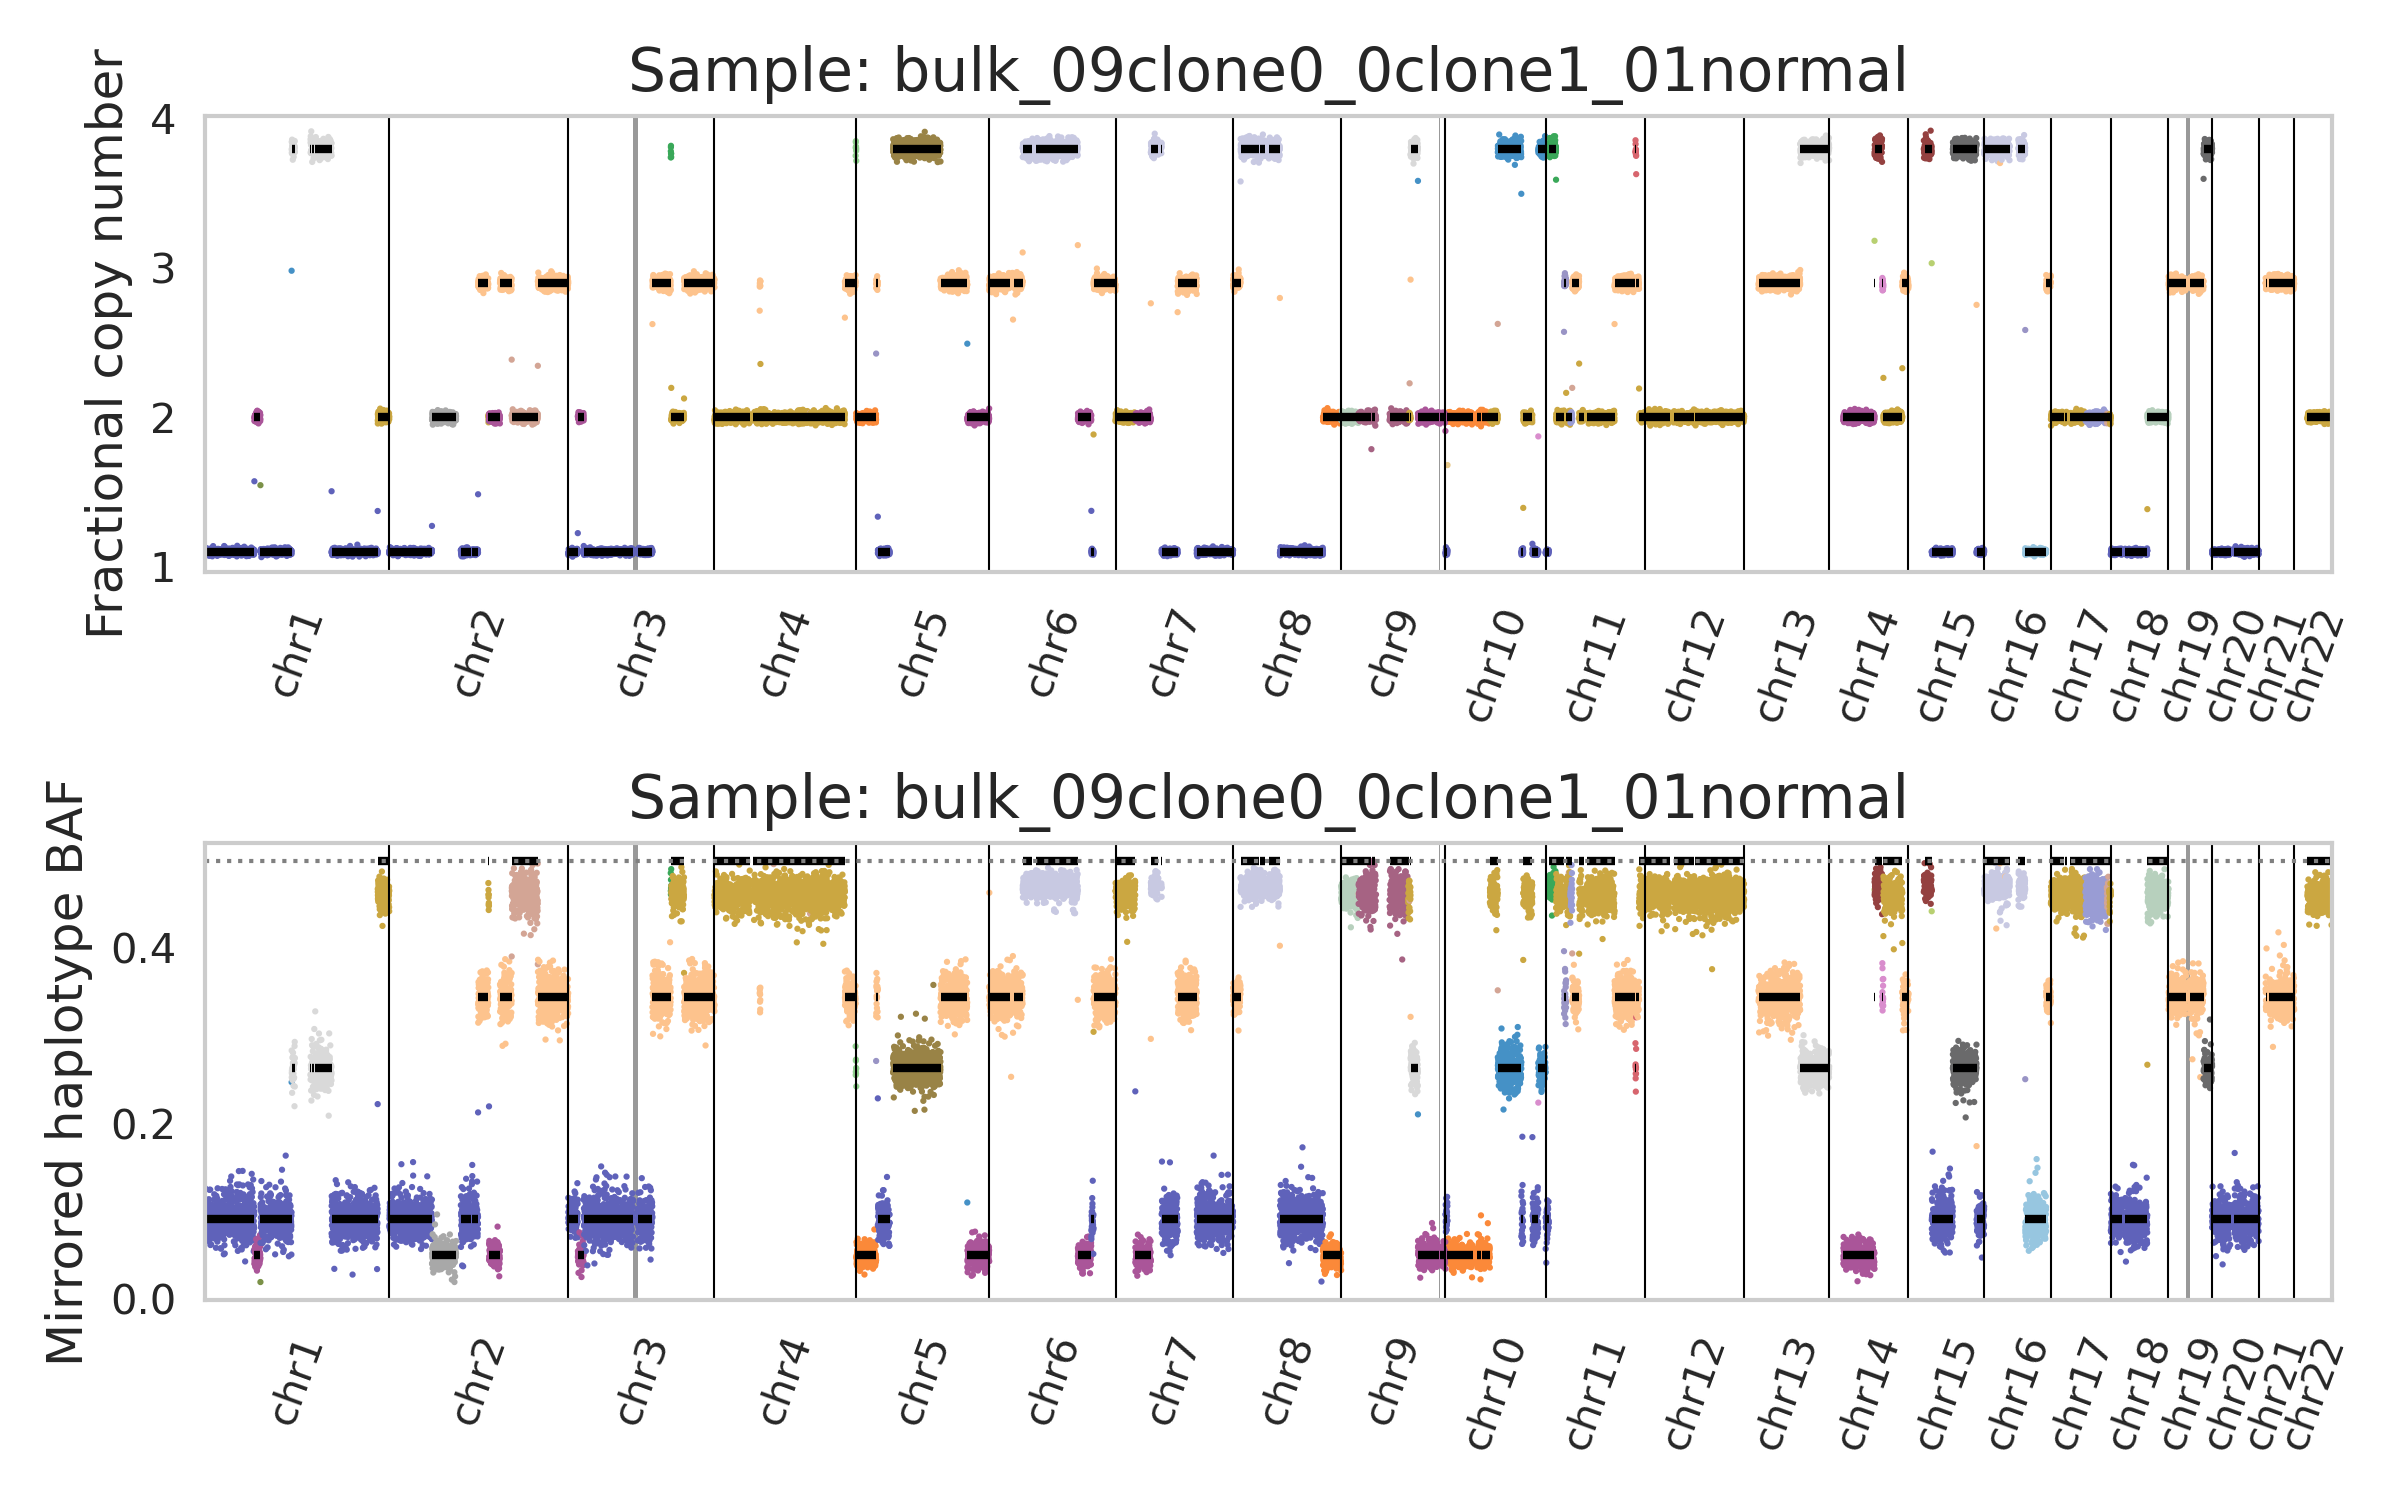 Sample: bulk_09clone0_0clone1_01normal
Fractional copy number
4
3
2
1
chr1 chr2 chr3 chr4 chr5 chr6 chr7 chr8 chr9 chr10 chr11 chr12 chr13 chr14 chr15 chr16 chr17 chr18 chr19 chr20 chr21 chr22
Sample: bulk_09clone0_0clone1_01normal
Mirrored haplotype BAF
0.4
0.2
0.0
chr1 chr2 chr3 chr4 chr5 chr6 chr7 chr8 chr9 chr10 chr11 chr12 chr13 chr14 chr15 chr16 chr17 chr18 chr19 chr20 chr21 chr22